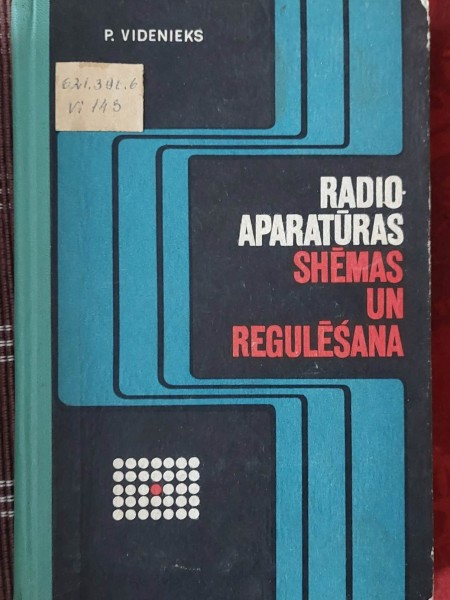 P. VIDENIEKS
621.396.6
Vi 145
RADIO-
APARATŪRAS
SHĒMAS
UN
REGULĒŠANA